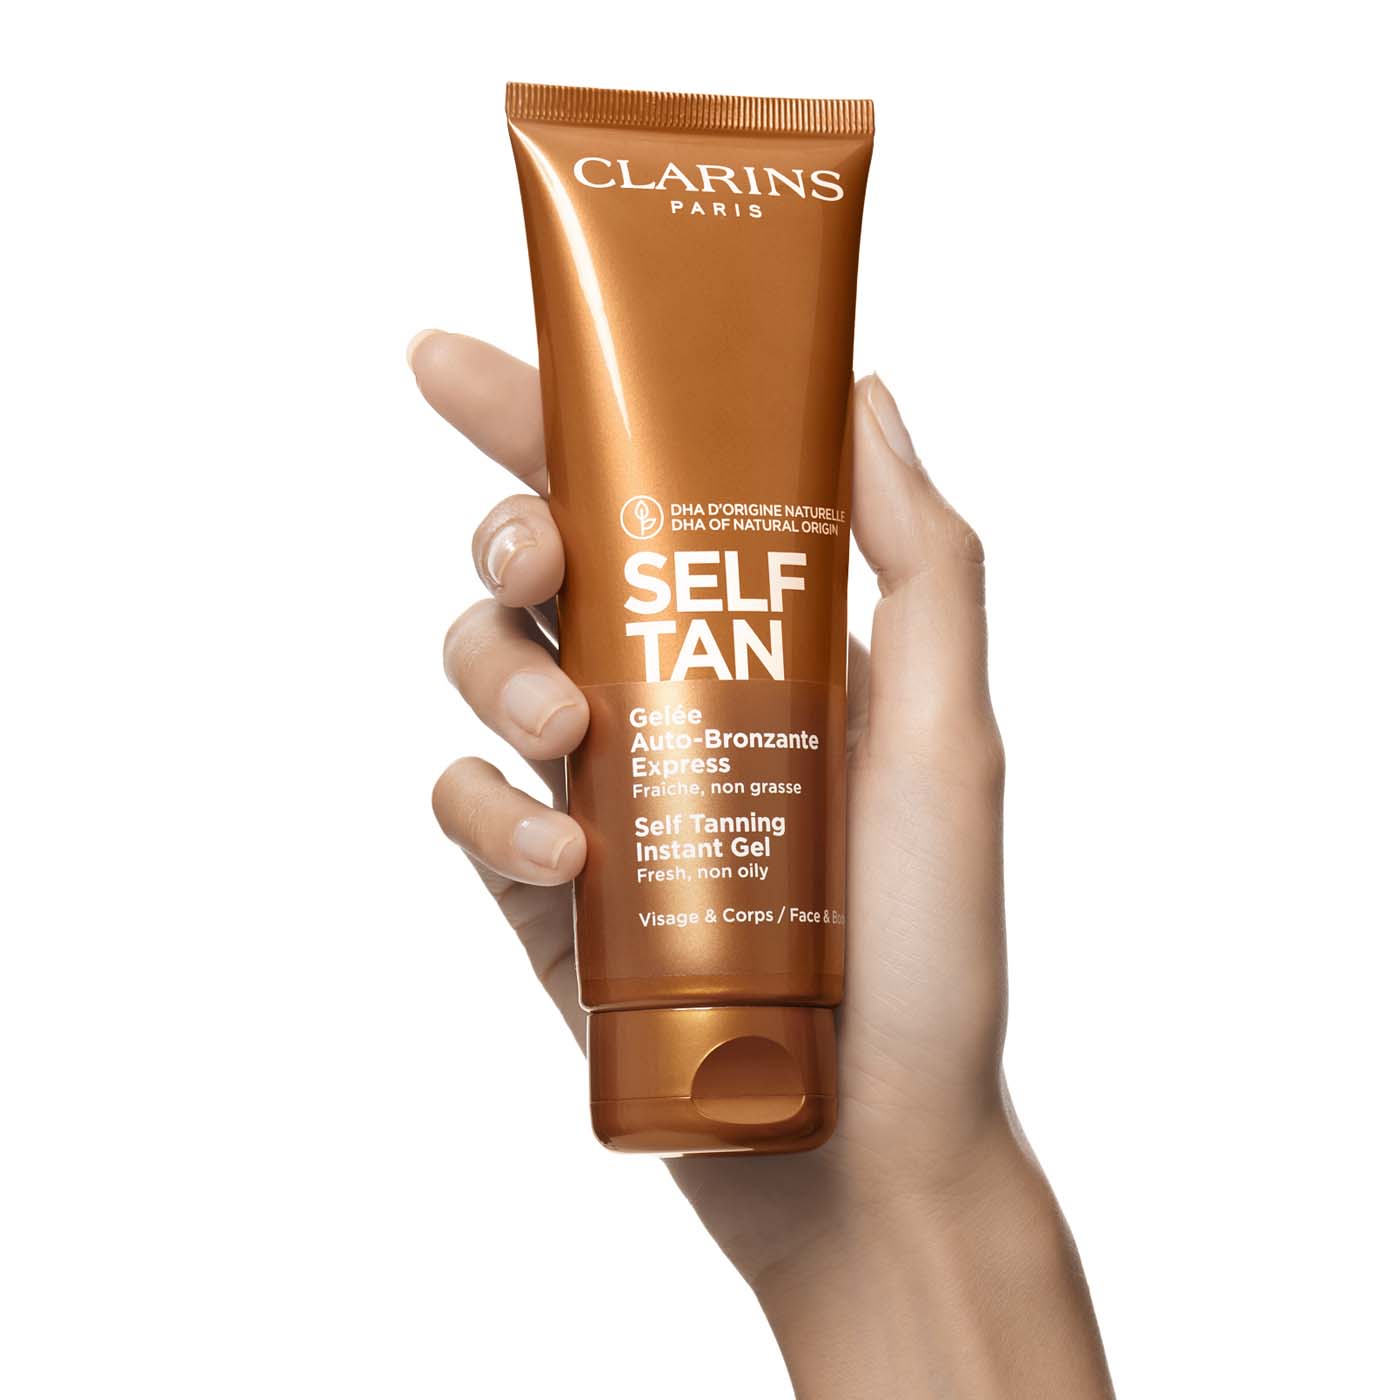 CLARINS
PARIS
DHA D'ORIGINE NATURELLE
DHA OF NATURAL ORIGIN
SELF
TAN
Gelée
Auto-Bronzante
Express
Fraîche, non grasse
Self Tanning
Instant Gel
Fresh, non oily
Visage & Corps / Face & Body